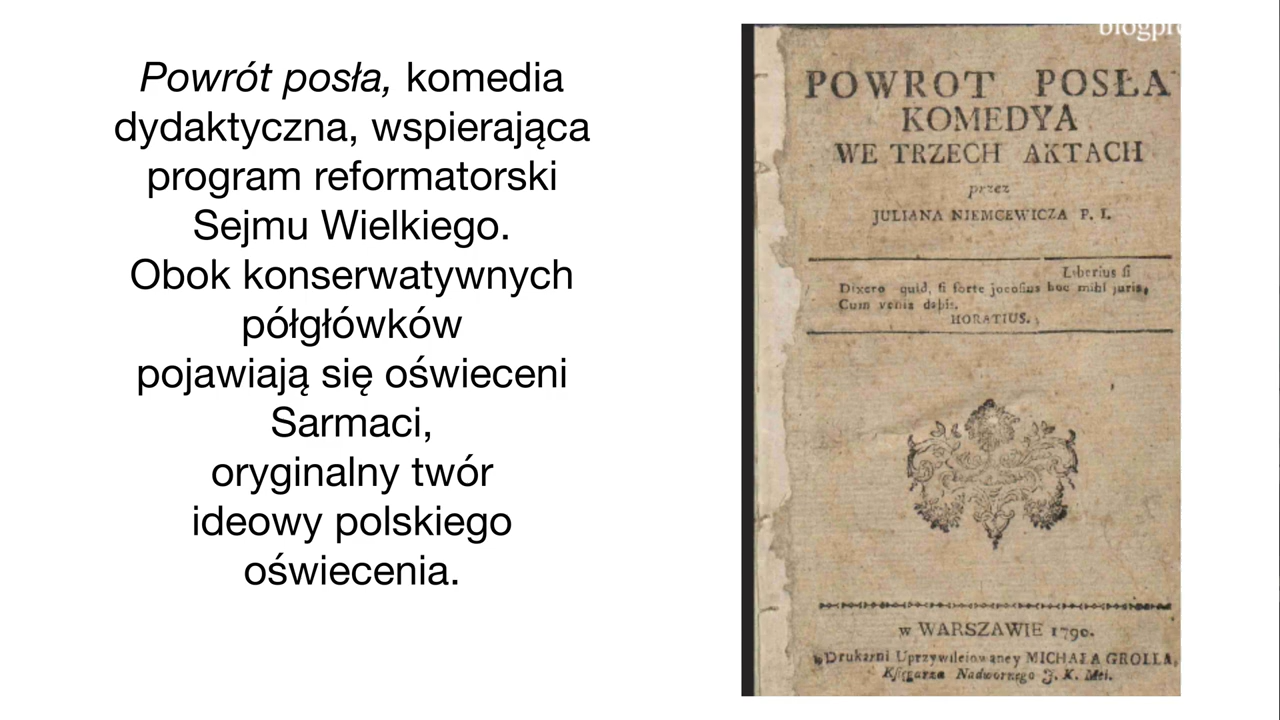 Powrót posła, komedia
dydaktyczna, wspierająca
program reformatorski
Sejmu Wielkiego.
Obok konserwatywnych
półgłówków
pojawiają się oświeceni
Sarmaci,
oryginalny twór
ideowy polskiego
oświecenia.
POWROT POSŁA
KOMEDYA
WE TRZECH AKTACH
przez
JULIANA NIEMCEWICZA P. I.
Liberius si
Dixero quid, si forte jocosius hoc mihi juris,
Cum venia dabis.
HORATIUS.
w WARSZAWIE 1790.
w Drukarni Uprzywileiowaney MICHAŁA GROLLA,
Księgarza Nadwornego J. K. Mci.